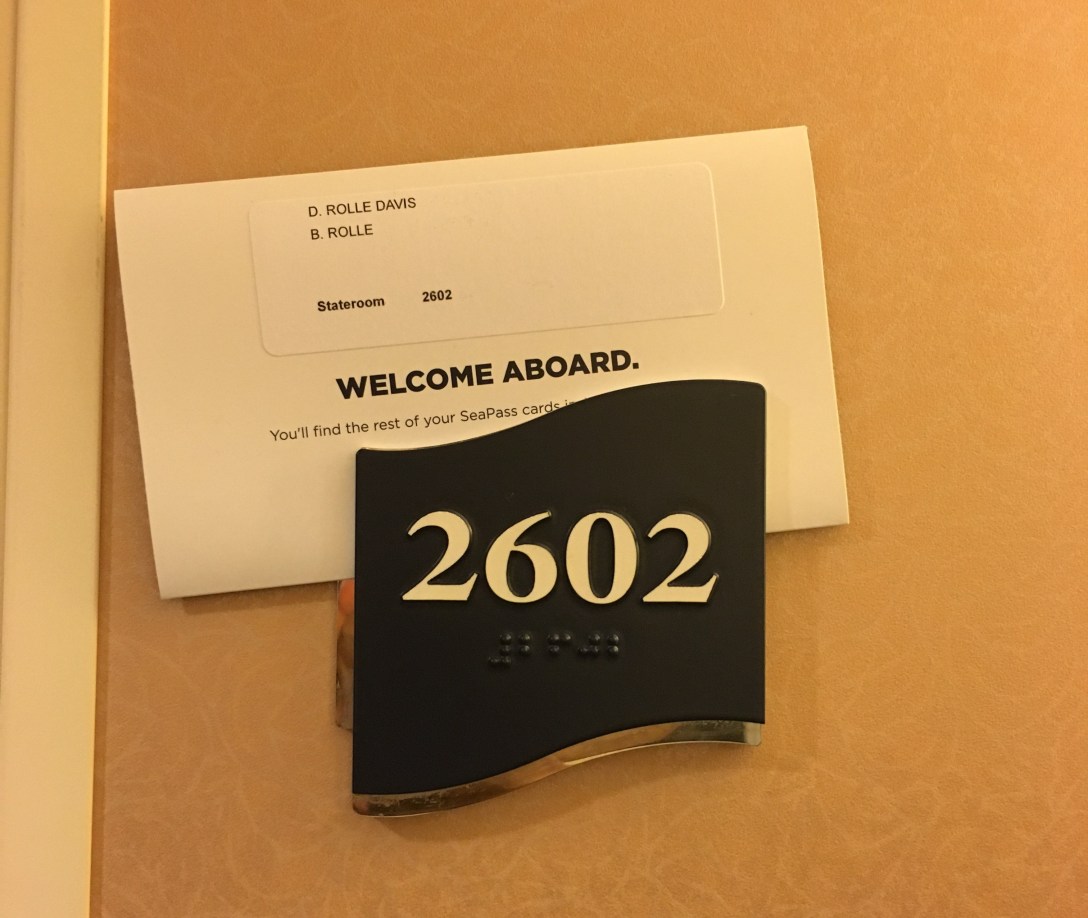 D. ROLLE DAVIS
B. ROLLE
Stateroom 2602
WELCOME ABOARD.
You'll find the rest of your SeaPass cards
2602